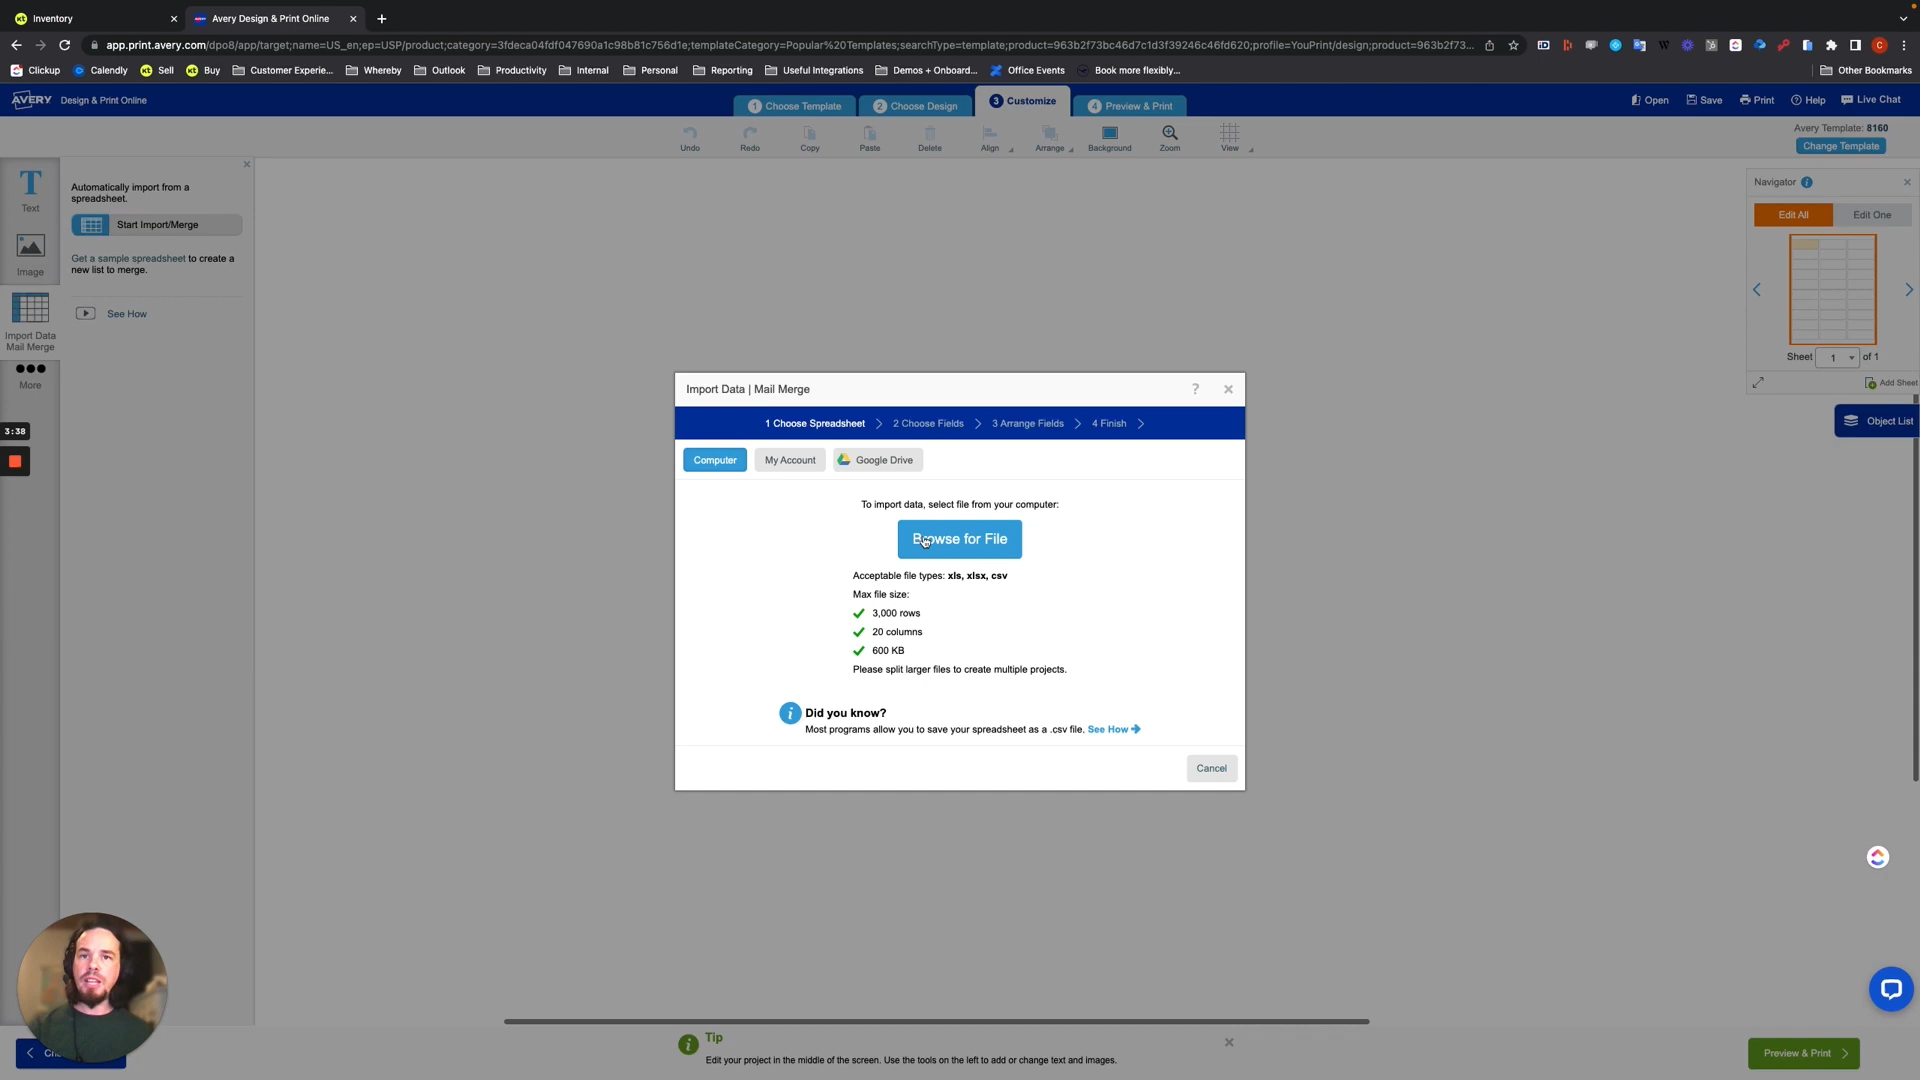 Inventory
Avery Design & Print Online
app.print.avery.com/dpo8/app/target;name=US_en;ep=USP/product;category=3fdeca04fdf047690a1c98b81c756d1e;templateCategory=Popular%20Templates;searchType=template;product=963b2f73bc46d7c1d3f39246c46fd620;profile=YouPrint/design;product=963b2f73...
C
Clickup
Calendly
Sell
Buy
Customer Experie...
Whereby
Outlook
Productivity
Internal
Personal
Reporting
Useful Integrations
Demos + Onboard...
Office Events
Book more flexibly...
Other Bookmarks
AVERY Design & Print Online
1 Choose Template
2 Choose Design
3 Customize
4 Preview & Print
Open
Save
Print
Help
Live Chat
Undo
Redo
Copy
Paste
Delete
Align
Arrange
Background
Zoom
View
Avery Template: 8160
Change Template
Text
Image
Import Data
Mail Merge
More
Automatically import from a
spreadsheet.
Start Import/Merge
Get a sample spreadsheet to create a
new list to merge.
See How
3:38
Navigator
Edit All
Edit One
Sheet 1 of 1
Add Sheet
Object List
Import Data | Mail Merge
?
1 Choose Spreadsheet
2 Choose Fields
3 Arrange Fields
4 Finish
Computer
My Account
Google Drive
To import data, select file from your computer:
Browse for File
Acceptable file types: xls, xlsx, csv
Max file size:
3,000 rows
20 columns
600 KB
Please split larger files to create multiple projects.
Did you know?
Most programs allow you to save your spreadsheet as a .csv file. See How
Cancel
Tip
Edit your project in the middle of the screen. Use the tools on the left to add or change text and images.
Preview & Print